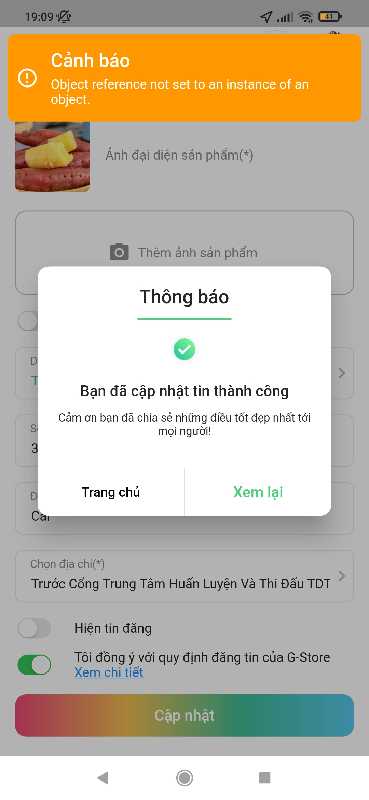 19:09
43
Cảnh báo
Object reference not set to an instance of an
object.
Ảnh đại diện sản phẩm(*)
Thêm ảnh sản phẩm
Thông báo
Bạn đã cập nhật tin thành công
Cảm ơn bạn đã chia sẻ những điều tốt đẹp nhất tới
mọi người!
Trang chủ
Xem lại
Chọn địa chỉ(*)
Trước Cổng Trung Tâm Huấn Luyện Và Thi Đấu TDT
Hiện tin đăng
Tôi đồng ý với quy định đăng tin của G-Store
Xem chi tiết
Cập nhật